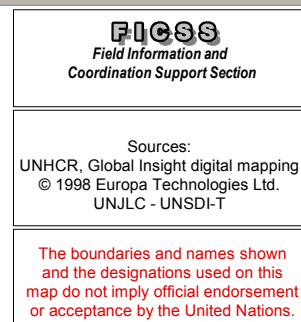 FICSS
Field Information and
Coordination Support Section
Sources:
UNHCR, Global Insight digital mapping
© 1998 Europa Technologies Ltd.
UNJLC - UNSDI-T
The boundaries and names shown
and the designations used on this
map do not imply official endorsement
or acceptance by the United Nations.